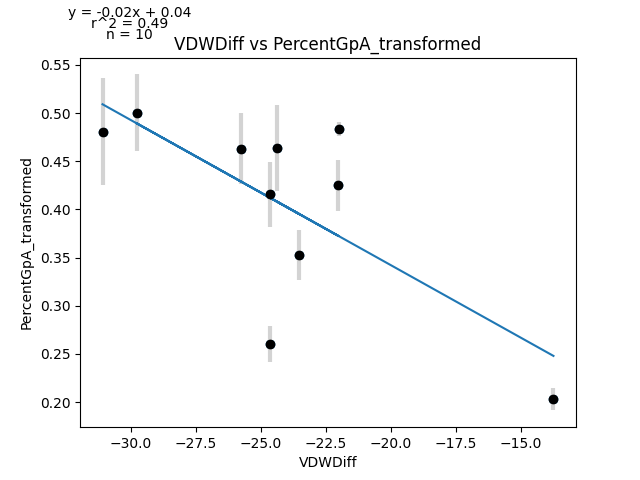 y = -0.02x + 0.04
r^2 = 0.49
n = 10
VDWDiff vs PercentGpA_transformed
0.55
0.50
0.45
0.40
0.35
0.30
0.25
0.20
PercentGpA_transformed
−30.0 −27.5 −25.0 −22.5 −20.0 −17.5 −15.0
VDWDiff